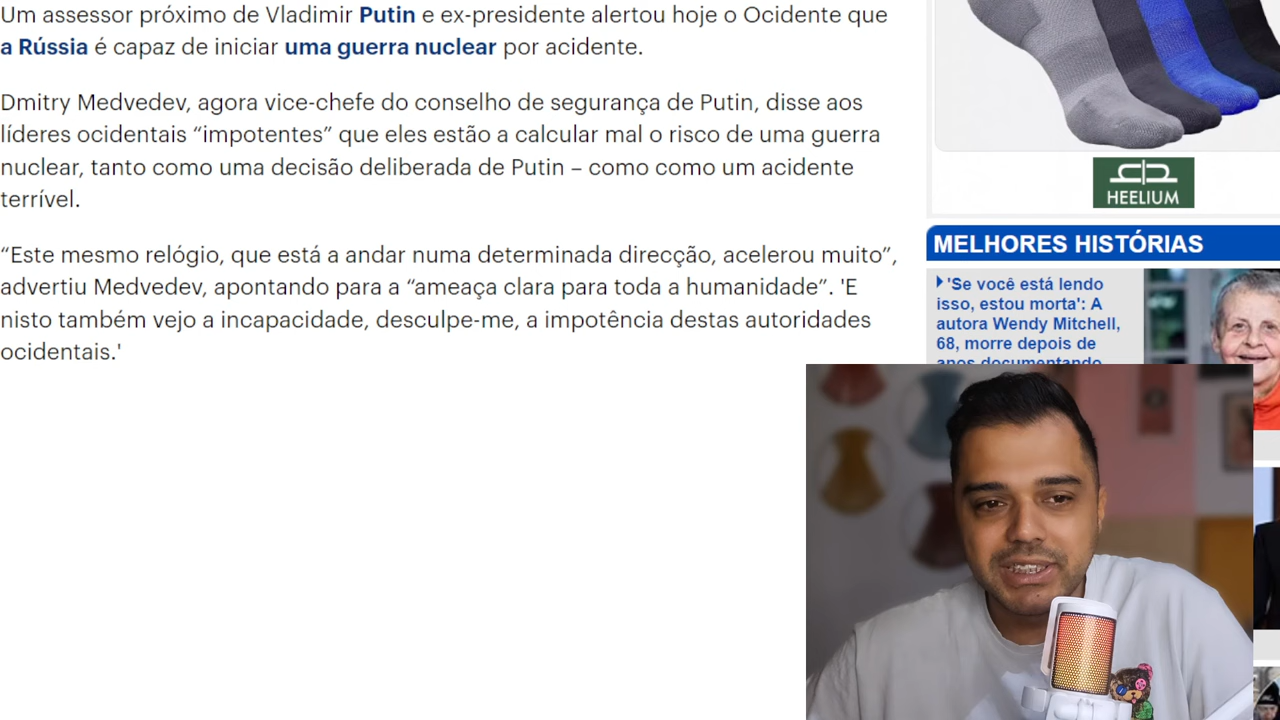 Um assessor próximo de Vladimir Putin e ex-presidente alertou hoje o Ocidente que
a Rússia é capaz de iniciar uma guerra nuclear por acidente.
Dmitry Medvedev, agora vice-chefe do conselho de segurança de Putin, disse aos
líderes ocidentais “impotentes” que eles estão a calcular mal o risco de uma guerra
nuclear, tanto como uma decisão deliberada de Putin – como como um acidente
terrível.
“Este mesmo relógio, que está a andar numa determinada direcção, acelerou muito”,
advertiu Medvedev, apontando para a “ameaça clara para toda a humanidade”. 'E
nisto também vejo a incapacidade, desculpe-me, a impotência destas autoridades
ocidentais.'
HEELIUM
MELHORES HISTÓRIAS
'Se você está lendo
isso, estou morta': A
autora Wendy Mitchell,
68, morre depois de
anos documentando